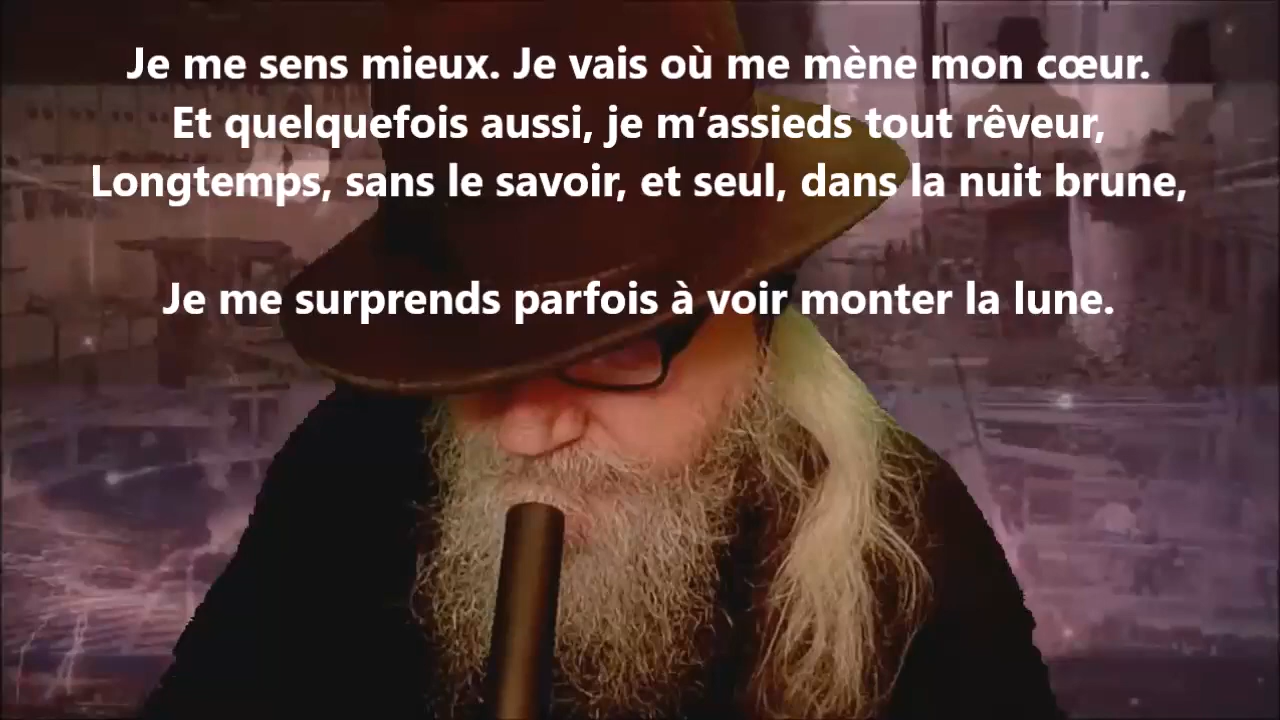 Je me sens mieux. Je vais où me mène mon cœur.
Et quelquefois aussi, je m’assieds tout rêveur,
Longtemps, sans le savoir, et seul, dans la nuit brune,
Je me surprends parfois à voir monter la lune.